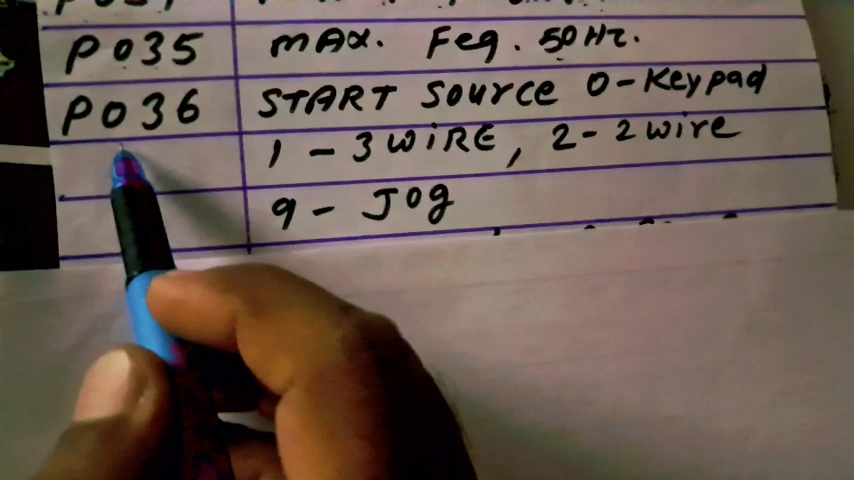 P035 MAX. Feq. 50Hz.
P036 START Source 0-Keypad
1 - 3 WIRE, 2-2 wire
9 - Jog